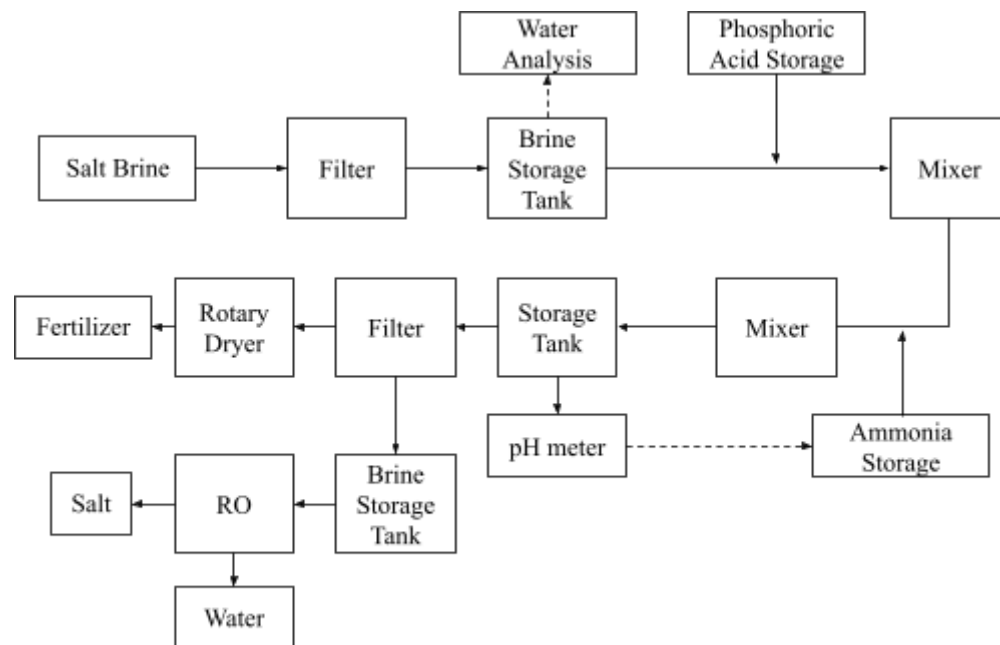 Water
Analysis
Phosphoric
Acid Storage
Salt Brine
Filter
Brine
Storage
Tank
Mixer
Fertilizer
Rotary
Dryer
Filter
Storage
Tank
Mixer
pH meter
Ammonia
Storage
Salt
RO
Brine
Storage
Tank
Water